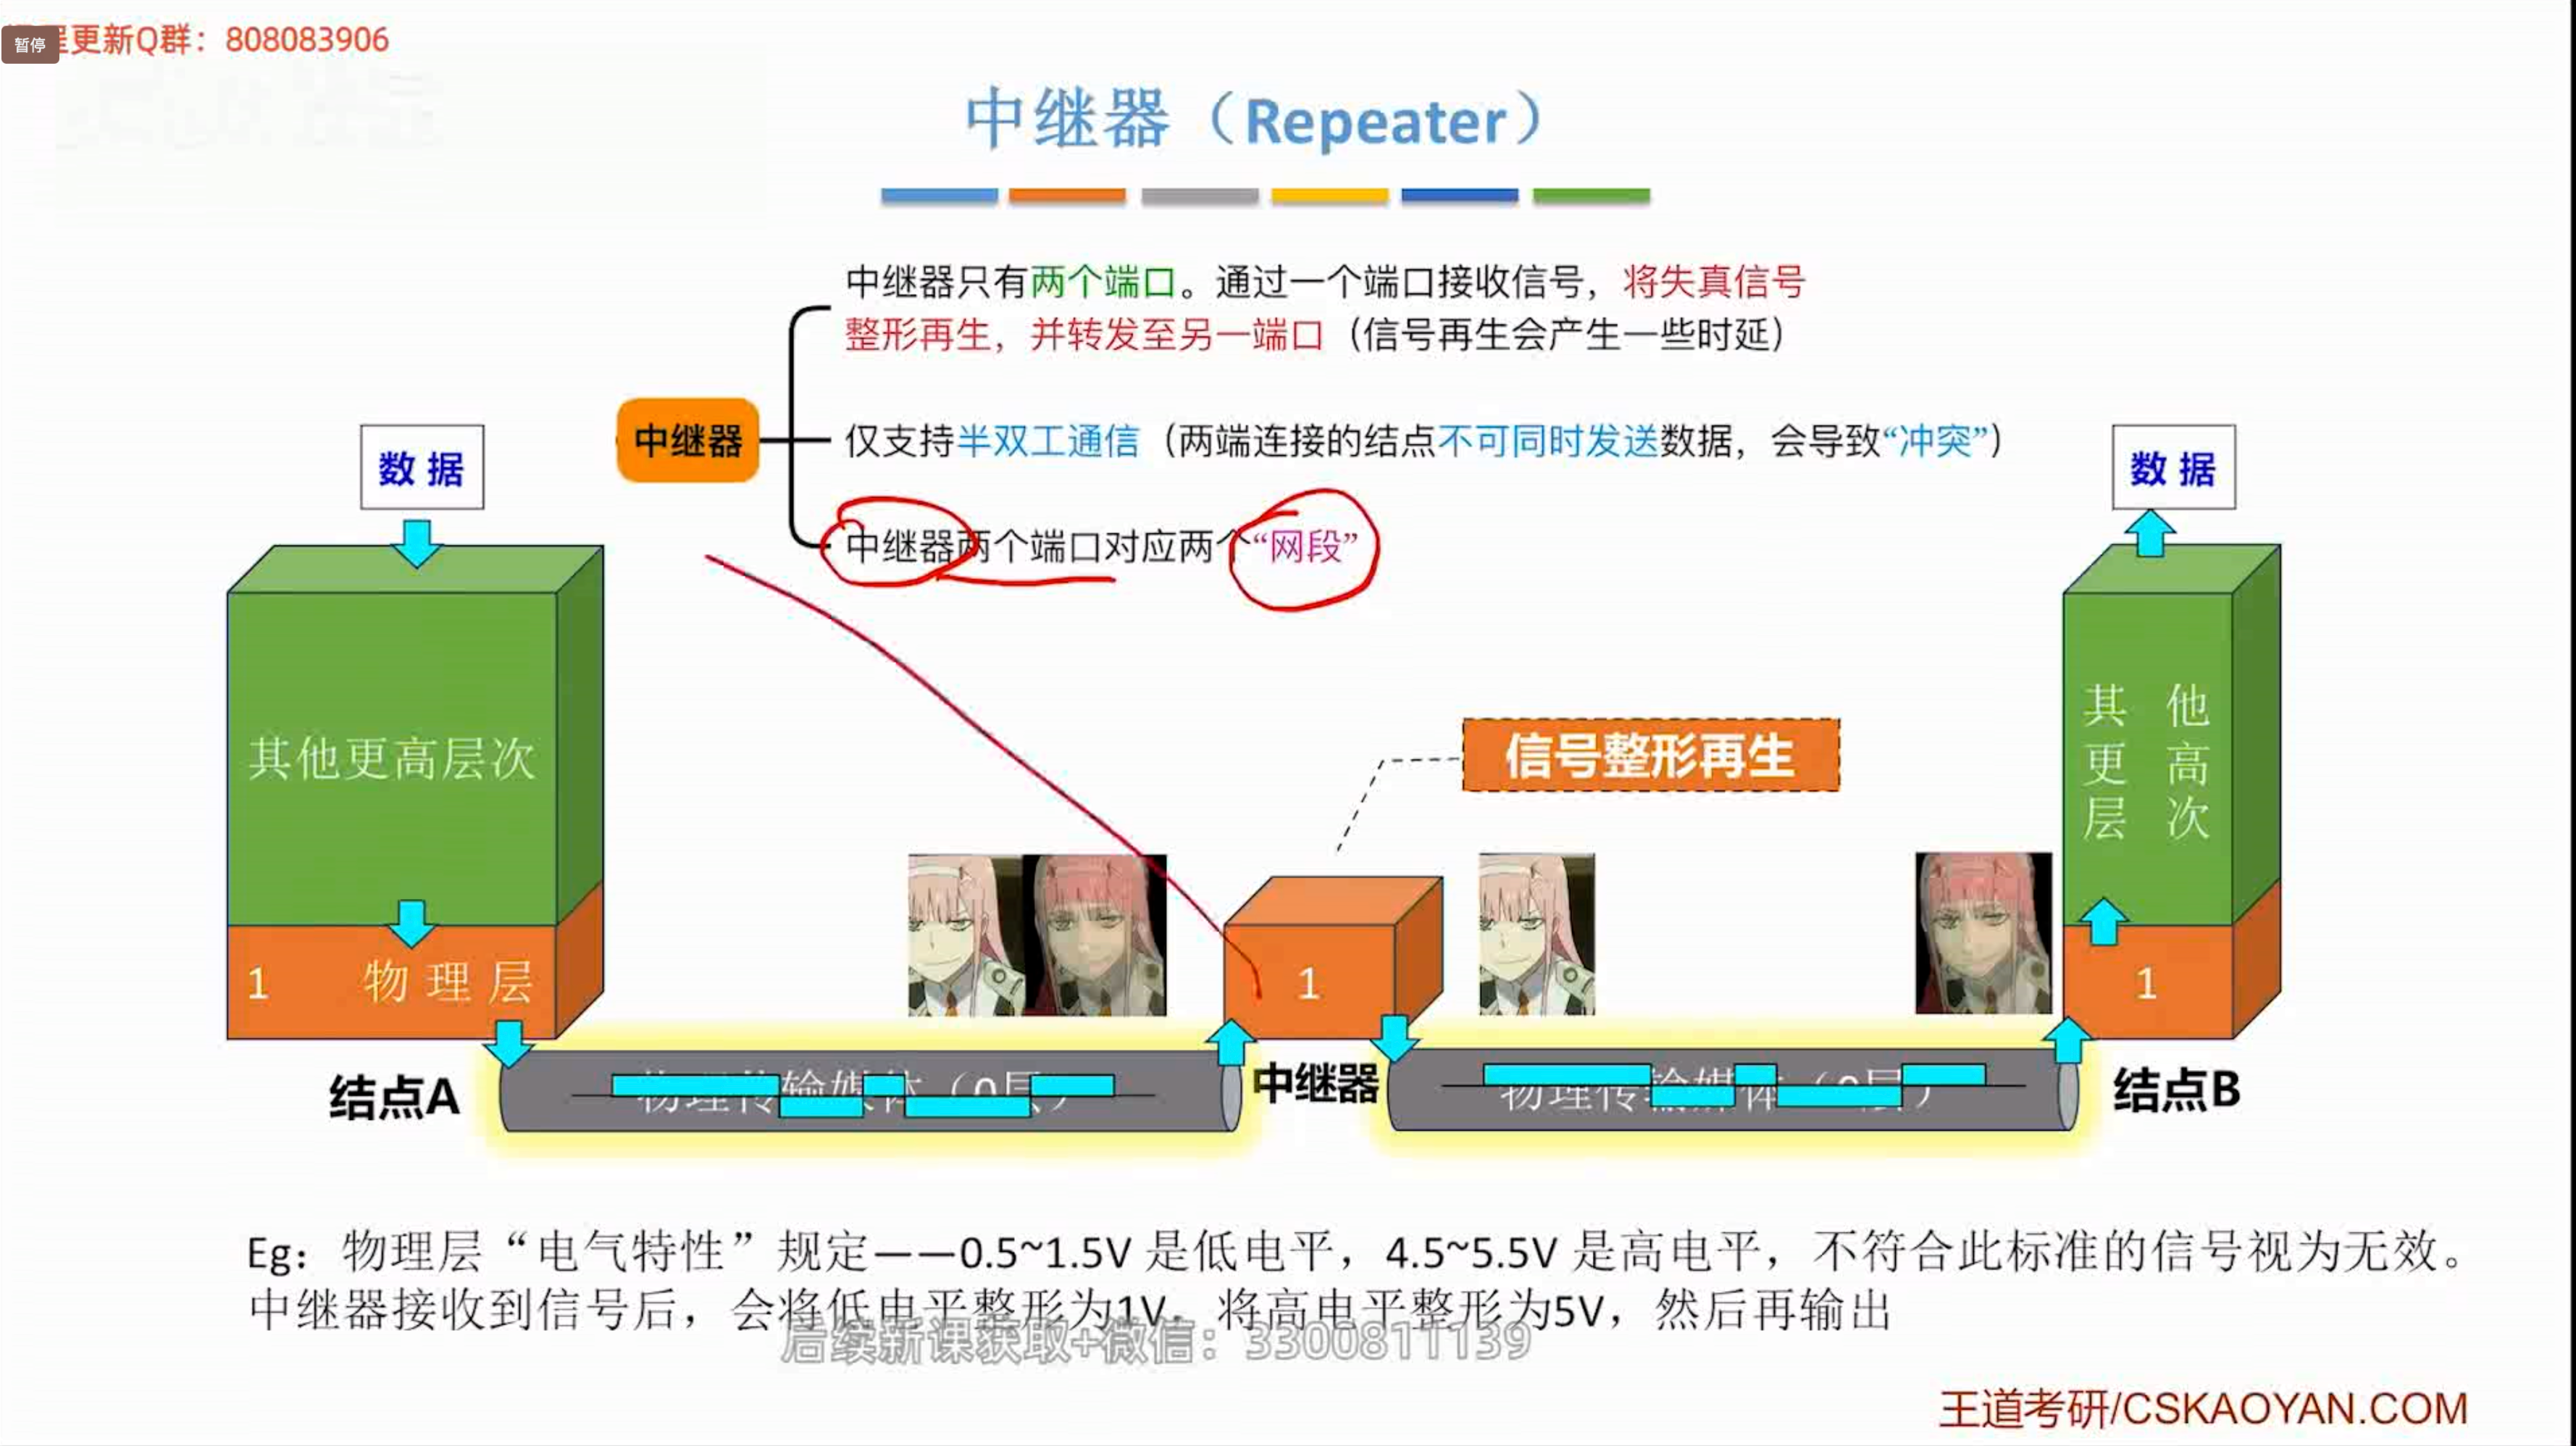 暂停
程更新Q群：808083906
中继器（Repeater）
中继器只有两个端口。通过一个端口接收信号，将失真信号
整形再生，并转发至另一端口（信号再生会产生一些时延）
中继器
仅支持半双工通信（两端连接的结点不可同时发送数据，会导致“冲突”）
中继器两个端口对应两个“网段”
数 据
数 据
其他更高层次
信号整形再生
其 他
更 高
层 次
1 物 理 层
1
1
结点A
物理传输媒体（0层）
中继器
物理传输媒体（0层）
结点B
Eg：物理层“电气特性”规定——0.5~1.5V 是低电平，4.5~5.5V 是高电平，不符合此标准的信号视为无效。
中继器接收到信号后，会将低电平整形为1V，将高电平整形为5V，然后再输出
后续新课获取+微信：3300811139
王道考研/CSKAOYAN.COM